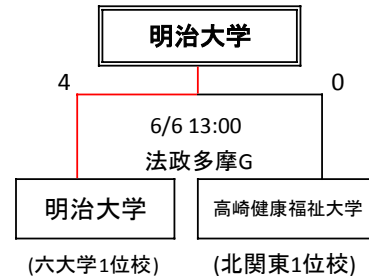 明治大学
4 0
6/6 13:00
法政多摩G
明治大学 高崎健康福祉大学
(六大学1位校) (北関東1位校)